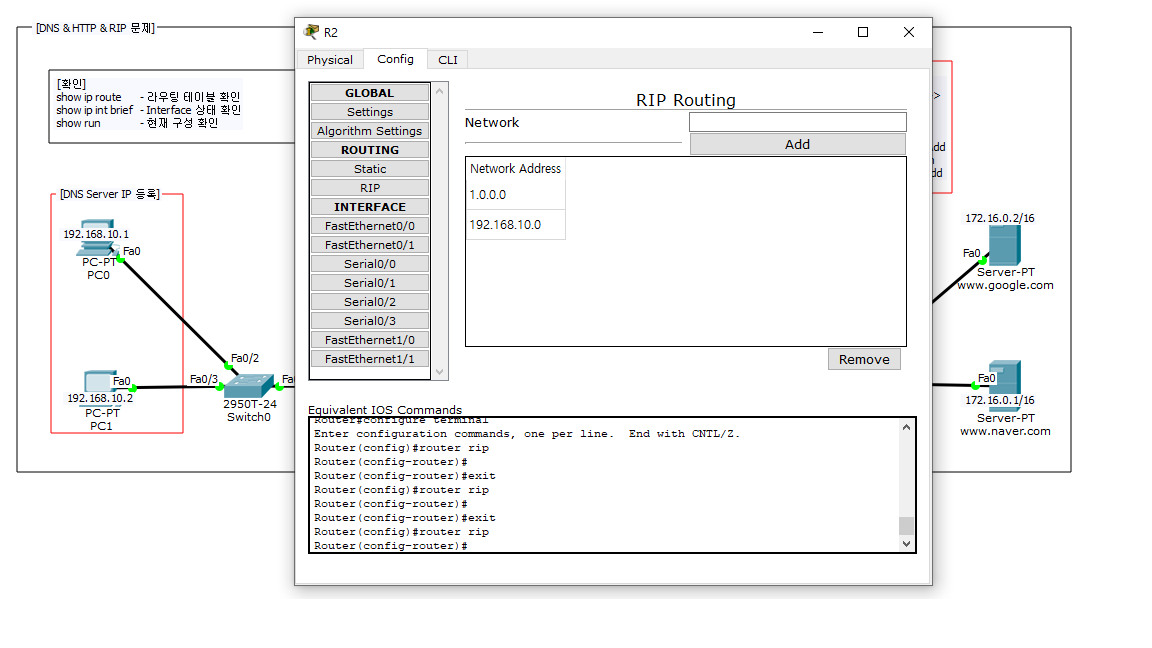 [DNS & HTTP & RIP 문제]
[확인]
show ip route - 라우팅 테이블 확인
show ip int brief - Interface 상태 확인
show run - 현재 구성 확인
[DNS Server IP 등록]
192.168.10.1
Fa0
PC-PT
PC0
Fa0/2
Fa0
Fa0/3
Fa
192.168.10.2
PC-PT
PC1
2950T-24
Switch0
R2
Physical
Config
CLI
GLOBAL
Settings
Algorithm Settings
ROUTING
Static
RIP
INTERFACE
FastEthernet0/0
FastEthernet0/1
Serial0/0
Serial0/1
Serial0/2
Serial0/3
FastEthernet1/0
FastEthernet1/1
RIP Routing
Network
Add
Network Address
1.0.0.0
192.168.10.0
Remove
Equivalent IOS Commands
Router#configure terminal
Enter configuration commands, one per line. End with CNTL/Z.
Router(config)#router rip
Router(config-router)#
Router(config-router)#exit
Router(config)#router rip
Router(config-router)#
Router(config-router)#exit
Router(config)#router rip
Router(config-router)#
>
dd
172.16.0.2/16
Fa0
Server-PT
www.google.com
Fa0
172.16.0.1/16
Server-PT
www.naver.com